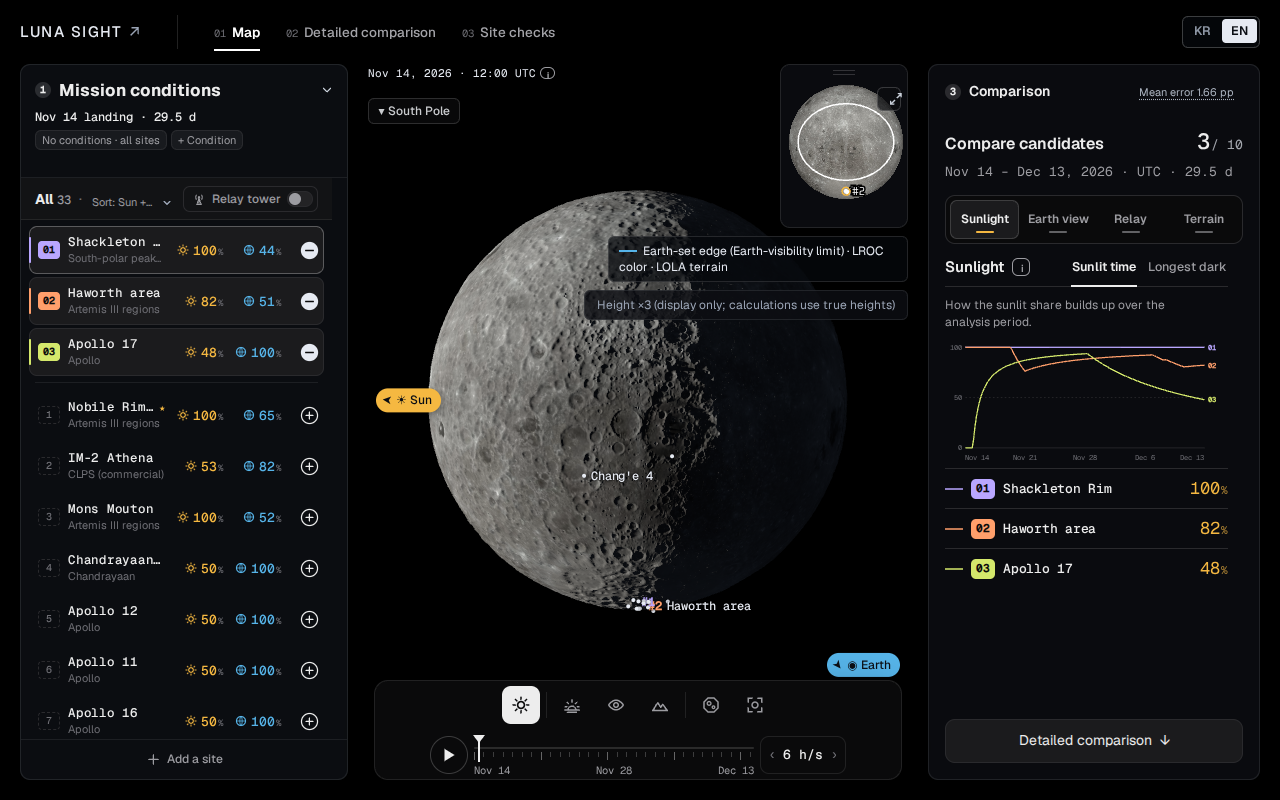 LUNA SIGHT ↗
01 Map
02 Detailed comparison
03 Site checks
KR EN
1 Mission conditions
Nov 14 landing · 29.5 d
No conditions · all sites
+ Condition
All 33 · Sort: Sun +…
Relay tower
01 Shackleton … 100% 44%
South-polar peak…
02 Haworth area 82% 51%
Artemis III regions
03 Apollo 17 48% 100%
Apollo
1 Nobile Rim… ★ 100% 65%
Artemis III regions
2 IM-2 Athena 53% 82%
CLPS (commercial)
3 Mons Mouton 100% 52%
Artemis III regions
4 Chandrayaan… 50% 100%
Chandrayaan
5 Apollo 12 50% 100%
Apollo
6 Apollo 11 50% 100%
Apollo
7 Apollo 16 50% 100%
Apollo
+ Add a site
Nov 14, 2026 · 12:00 UTC i
▾ South Pole
#2
Earth-set edge (Earth-visibility limit) · LROC
color · LOLA terrain
Height ×3 (display only; calculations use true heights)
☀ Sun
Chang'e 4
2 Haworth area
◉ Earth
‹ 6 h/s ›
Nov 14 Nov 28 Dec 13
3 Comparison
Mean error 1.66 pp
Compare candidates 3 / 10
Nov 14 – Dec 13, 2026 · UTC · 29.5 d
Sunlight Earth view Relay Terrain
Sunlight i
Sunlit time Longest dark
How the sunlit share builds up over the
analysis period.
100
50
0
01
02
03
Nov 14 Nov 21 Nov 28 Dec 6 Dec 13
01 Shackleton Rim 100%
02 Haworth area 82%
03 Apollo 17 48%
Detailed comparison ↓